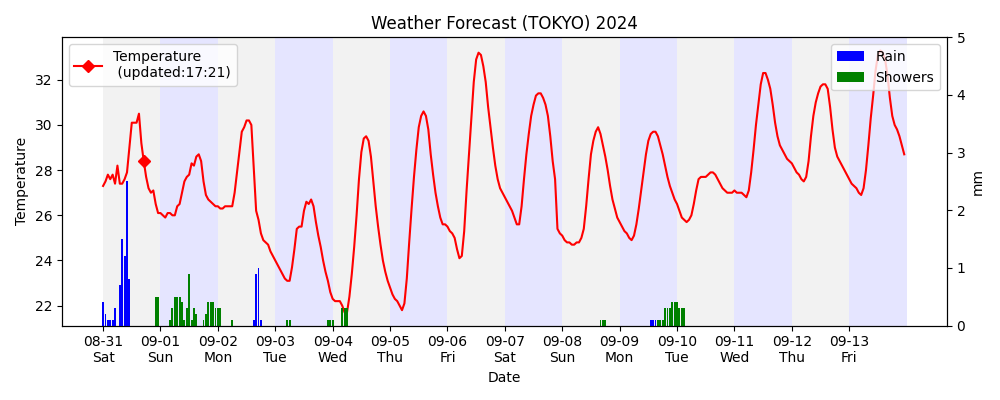 Weather Forecast (TOKYO) 2024
Temperature
(updated:17:21)
Rain
Showers
Temperature
32
30
28
26
24
22
5
4
3
2
1
0
mm
08-31 09-01 09-02 09-03 09-04 09-05 09-06 09-07 09-08 09-09 09-10 09-11 09-12 09-13
Sat Sun Mon Tue Wed Thu Fri Sat Sun Mon Tue Wed Thu Fri
Date